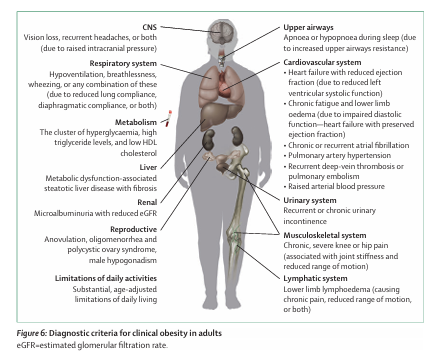 CNS
Vision loss, recurrent headaches, or both
(due to raised intracranial pressure)
Respiratory system
Hypoventilation, breathlessness,
wheezing, or any combination of these
(due to reduced lung compliance,
diaphragmatic compliance, or both)
Metabolism
The cluster of hyperglycaemia, high
triglyceride levels, and low HDL
cholesterol
Liver
Metabolic dysfunction-associated
steatotic liver disease with fibrosis
Renal
Microalbuminuria with reduced eGFR
Reproductive
Anovulation, oligomenorrhea and
polycystic ovary syndrome,
male hypogonadism
Limitations of daily activities
Substantial, age-adjusted
limitations of daily living
Upper airways
Apnoea or hypopnoea during sleep (due
to increased upper airways resistance)
Cardiovascular system
• Heart failure with reduced ejection
fraction (due to reduced left
ventricular systolic function)
• Chronic fatigue and lower limb
oedema (due to impaired diastolic
function—heart failure with preserved
ejection fraction)
• Chronic or recurrent atrial fibrillation
• Pulmonary artery hypertension
• Recurrent deep-vein thrombosis or
pulmonary embolism
• Raised arterial blood pressure
Urinary system
Recurrent or chronic urinary
incontinence
Musculoskeletal system
Chronic, severe knee or hip pain
(associated with joint stiffness and
reduced range of motion)
Lymphatic system
Lower limb lymphoedema (causing
chronic pain, reduced range of motion,
or both)
Figure 6: Diagnostic criteria for clinical obesity in adults
eGFR=estimated glomerular filtration rate.